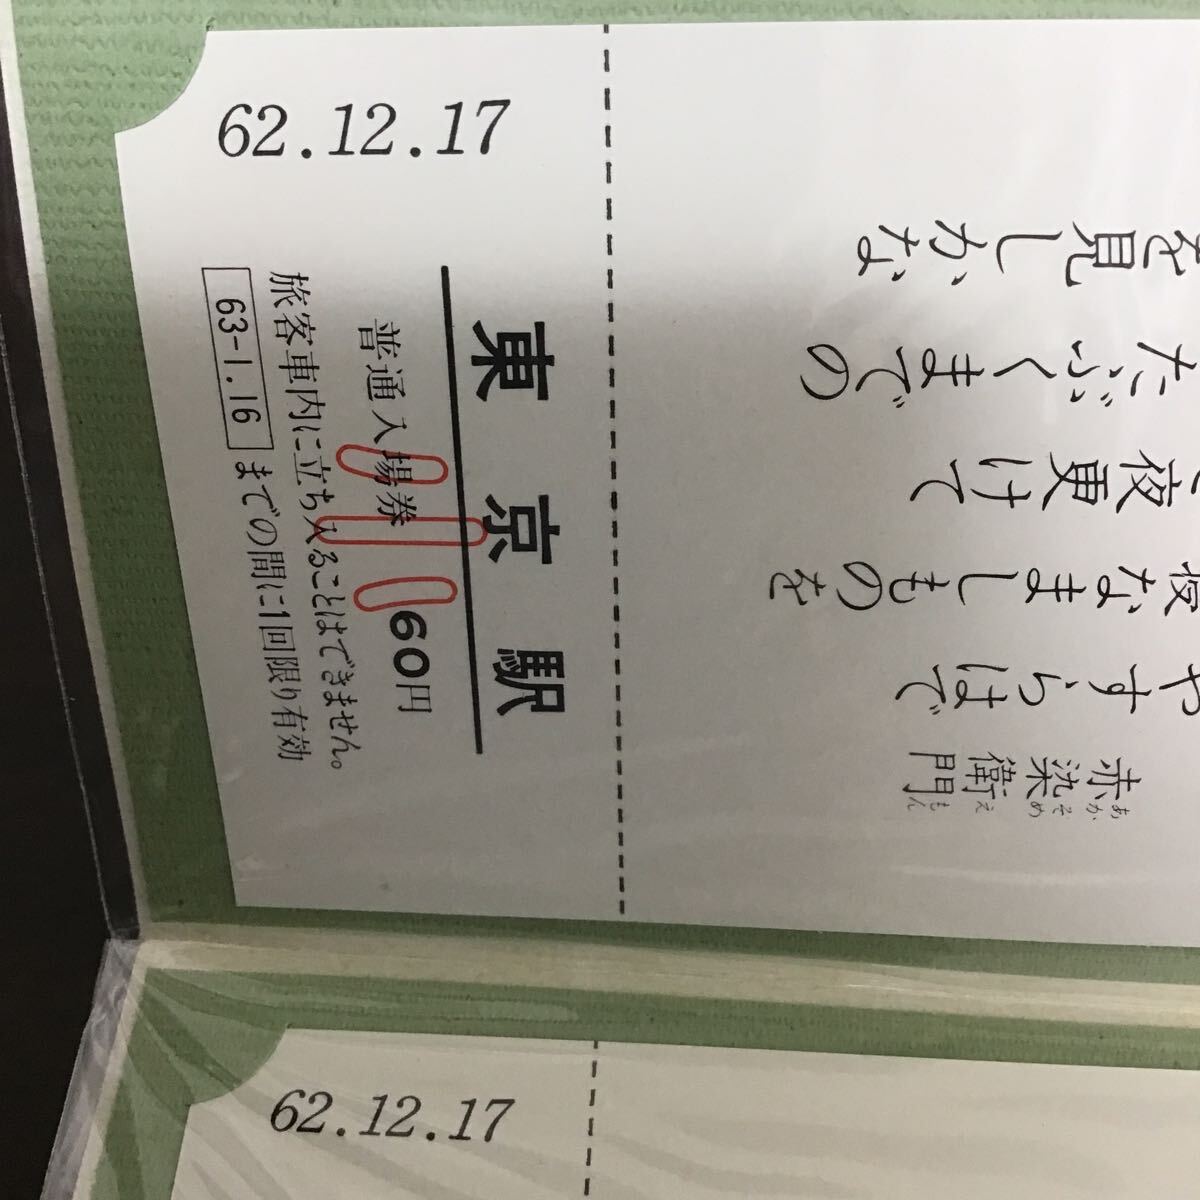 62.12.17
東京駅
普通入場券 060円
旅客車内に立ち入ることはできません。
63-1.16 までの間に1回限り有効
赤染衛門
あかぞめえもん
やすらはで
なましものを
夜更けて
たぶくまでの
を見しかな
62.12.17